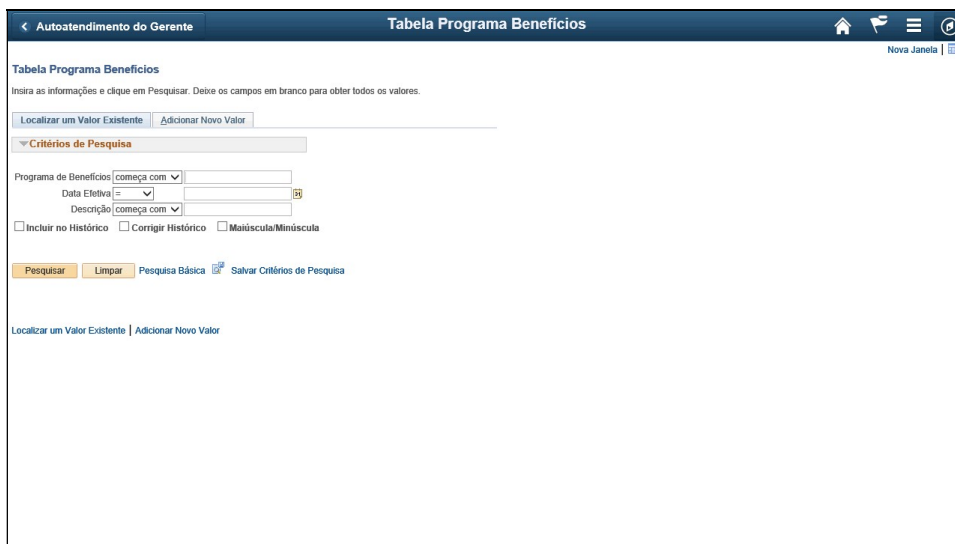 Autoatendimento do Gerente
Tabela Programa Benefícios
Nova Janela |
Tabela Programa Benefícios
Insira as informações e clique em Pesquisar. Deixe os campos em branco para obter todos os valores.
Localizar um Valor Existente Adicionar Novo Valor
Critérios de Pesquisa
Programa de Benefícios começa com
Data Efetiva =
Descrição começa com
Incluir no Histórico Corrigir Histórico Maiúscula/Minúscula
Pesquisar Limpar Pesquisa Básica Salvar Critérios de Pesquisa
Localizar um Valor Existente | Adicionar Novo Valor